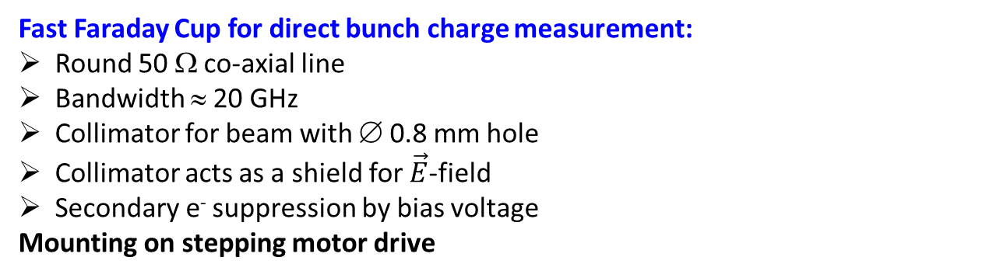 Fast Faraday Cup for direct bunch charge measurement:
➢ Round 50 Ω co-axial line
➢ Bandwidth ≈ 20 GHz
➢ Collimator for beam with ∅ 0.8 mm hole
➢ Collimator acts as a shield for E⃗-field
➢ Secondary e⁻ suppression by bias voltage
Mounting on stepping motor drive